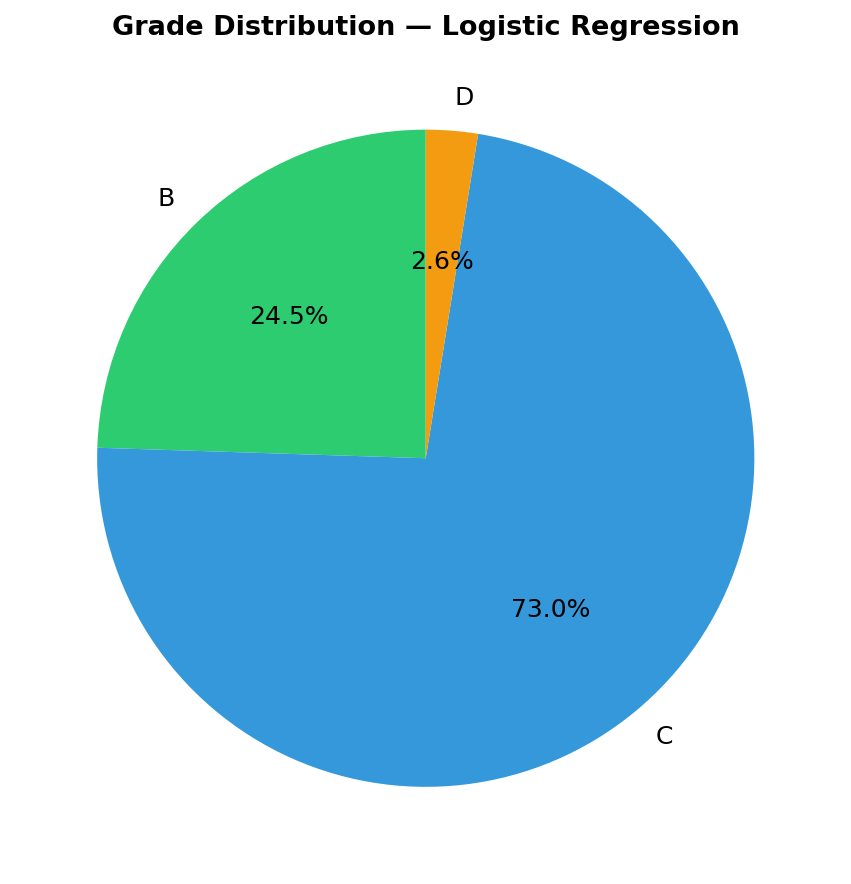 Grade Distribution — Logistic Regression
D
B
2.6%
24.5%
73.0%
C